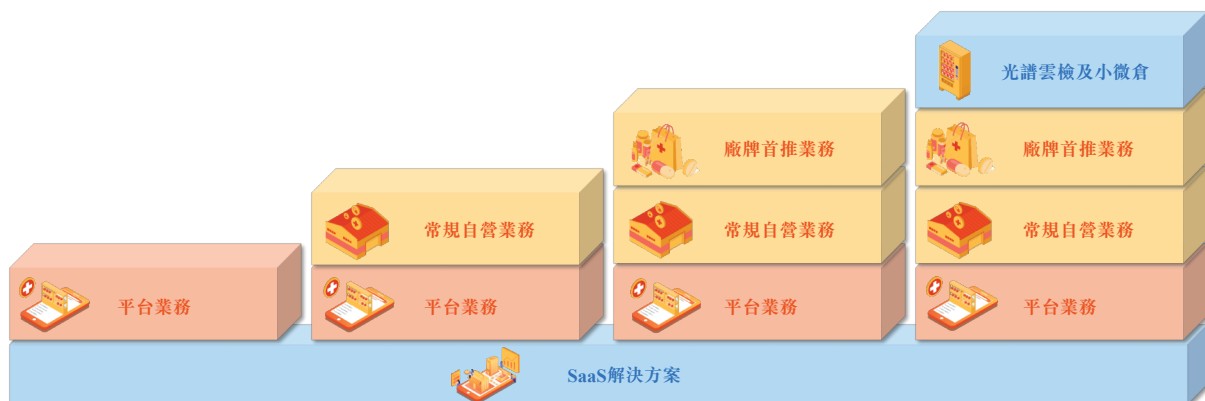 光譜雲檢及小微倉
廠牌首推業務
廠牌首推業務
常規自營業務
常規自營業務
常規自營業務
平台業務
平台業務
平台業務
平台業務
SaaS解決方案